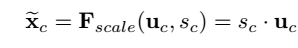 x̃_c = F_scale(u_c, s_c) = s_c · u_c